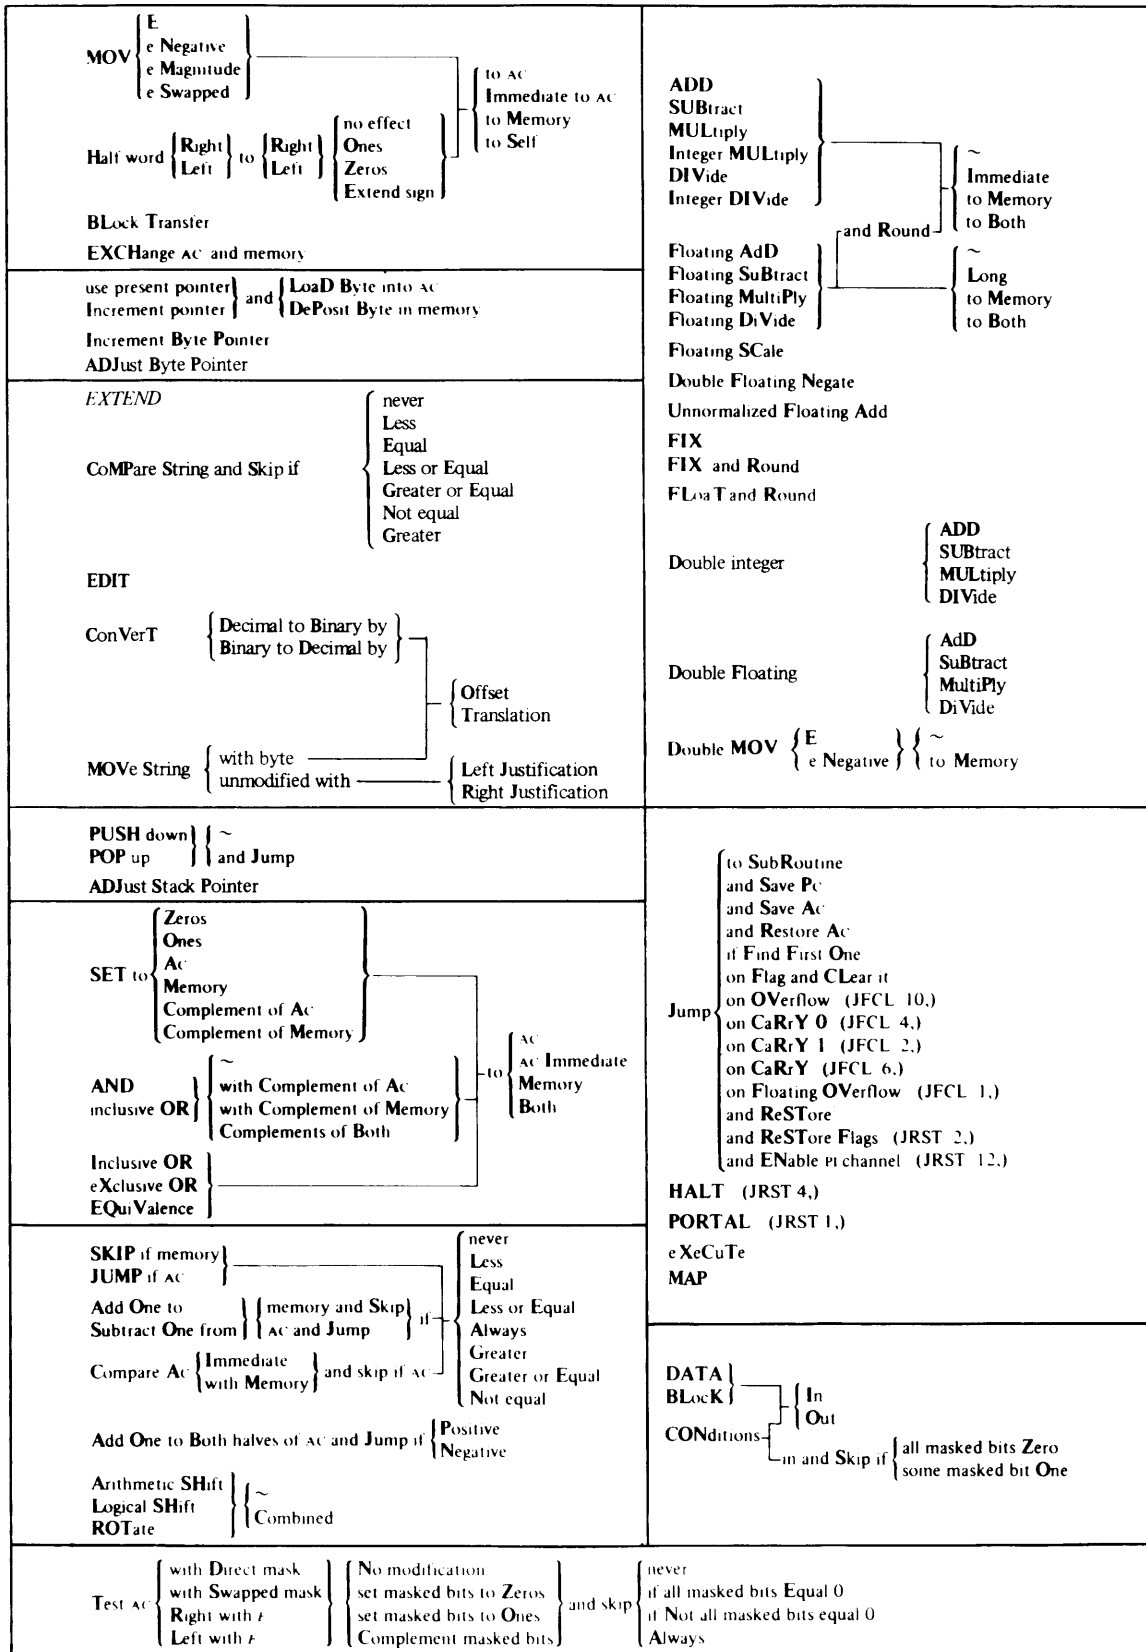 MOV
E
e Negative
e Magnitude
e Swapped
Half word
Right
Left
to
Right
Left
no effect
Ones
Zeros
Extend sign
to AC
Immediate to AC
to Memory
to Self
BLock Transfer
EXCHange AC and memory
use present pointer
Increment pointer
and
LoaD Byte into AC
DePosit Byte in memory
Increment Byte Pointer
ADJust Byte Pointer
EXTEND
CoMPare String and Skip if
never
Less
Equal
Less or Equal
Greater or Equal
Not equal
Greater
EDIT
ConVerT
Decimal to Binary by
Binary to Decimal by
Offset
Translation
MOVe String
with byte
unmodified with
Left Justification
Right Justification
PUSH down
POP up
~
and Jump
ADJust Stack Pointer
SET to
Zeros
Ones
Ac
Memory
Complement of Ac
Complement of Memory
AND
inclusive OR
~
with Complement of Ac
with Complement of Memory
Complements of Both
Inclusive OR
eXclusive OR
EQuiValence
to
AC
AC Immediate
Memory
Both
SKIP if memory
JUMP if AC
Add One to
Subtract One from
memory and Skip
AC and Jump
if
Compare Ac
Immediate
with Memory
and skip if AC
never
Less
Equal
Less or Equal
Always
Greater
Greater or Equal
Not equal
Add One to Both halves of AC and Jump if
Positive
Negative
Arithmetic SHift
Logical SHift
ROTate
~
Combined
ADD
SUBtract
MULtiply
Integer MULtiply
DIVide
Integer DIVide
~
Immediate
to Memory
to Both
and Round
Floating AdD
Floating SuBtract
Floating MultiPly
Floating DiVide
~
Long
to Memory
to Both
Floating SCale
Double Floating Negate
Unnormalized Floating Add
FIX
FIX and Round
FLoaT and Round
Double integer
ADD
SUBtract
MULtiply
DIVide
Double Floating
AdD
SuBtract
MultiPly
DiVide
Double MOV
E
e Negative
~
to Memory
Jump
to SubRoutine
and Save Pc
and Save Ac
and Restore Ac
if Find First One
on Flag and CLear it
on OVerflow (JFCL 10,)
on CaRrY 0 (JFCL 4,)
on CaRrY 1 (JFCL 2,)
on CaRrY (JFCL 6,)
on Floating OVerflow (JFCL 1,)
and ReSTore
and ReSTore Flags (JRST 2,)
and ENable PI channel (JRST 12,)
HALT (JRST 4,)
PORTAL (JRST 1,)
eXeCuTe
MAP
DATA
BLocK
CONditions
In
Out
in and Skip if
all masked bits Zero
some masked bit One
Test AC
with Direct mask
with Swapped mask
Right with E
Left with E
No modification
set masked bits to Zeros
set masked bits to Ones
Complement masked bits
and skip
never
if all masked bits Equal 0
if Not all masked bits equal 0
Always